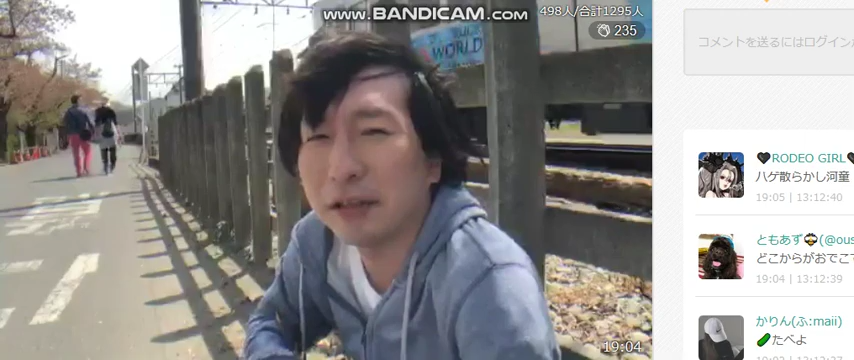 www.BANDICAM.com
498人/合計1295人
235
WORLD
19:04
コメントを送るにはログイン
RODEO GIRL
ハゲ散らかし河童
19:05 | 13:12:40
ともあず(@ous
どこからがおでこて
19:04 | 13:12:39
かりん(ふ:maii)
たべよ